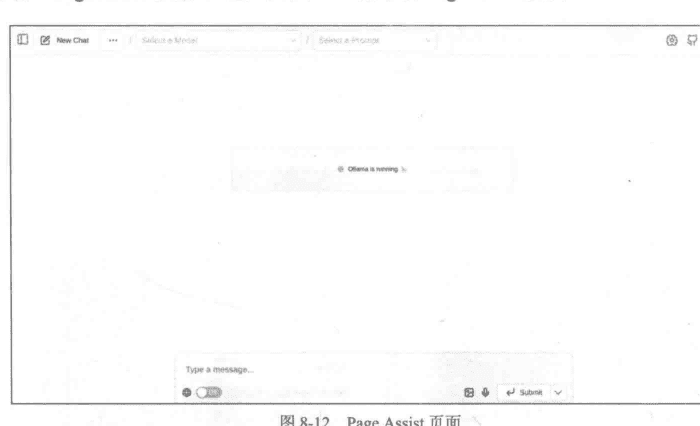 New Chat ... / Select a Model / Select a Prompt
Ollama is running
Type a message...
Submit
图 8-12 Page Assist 页面